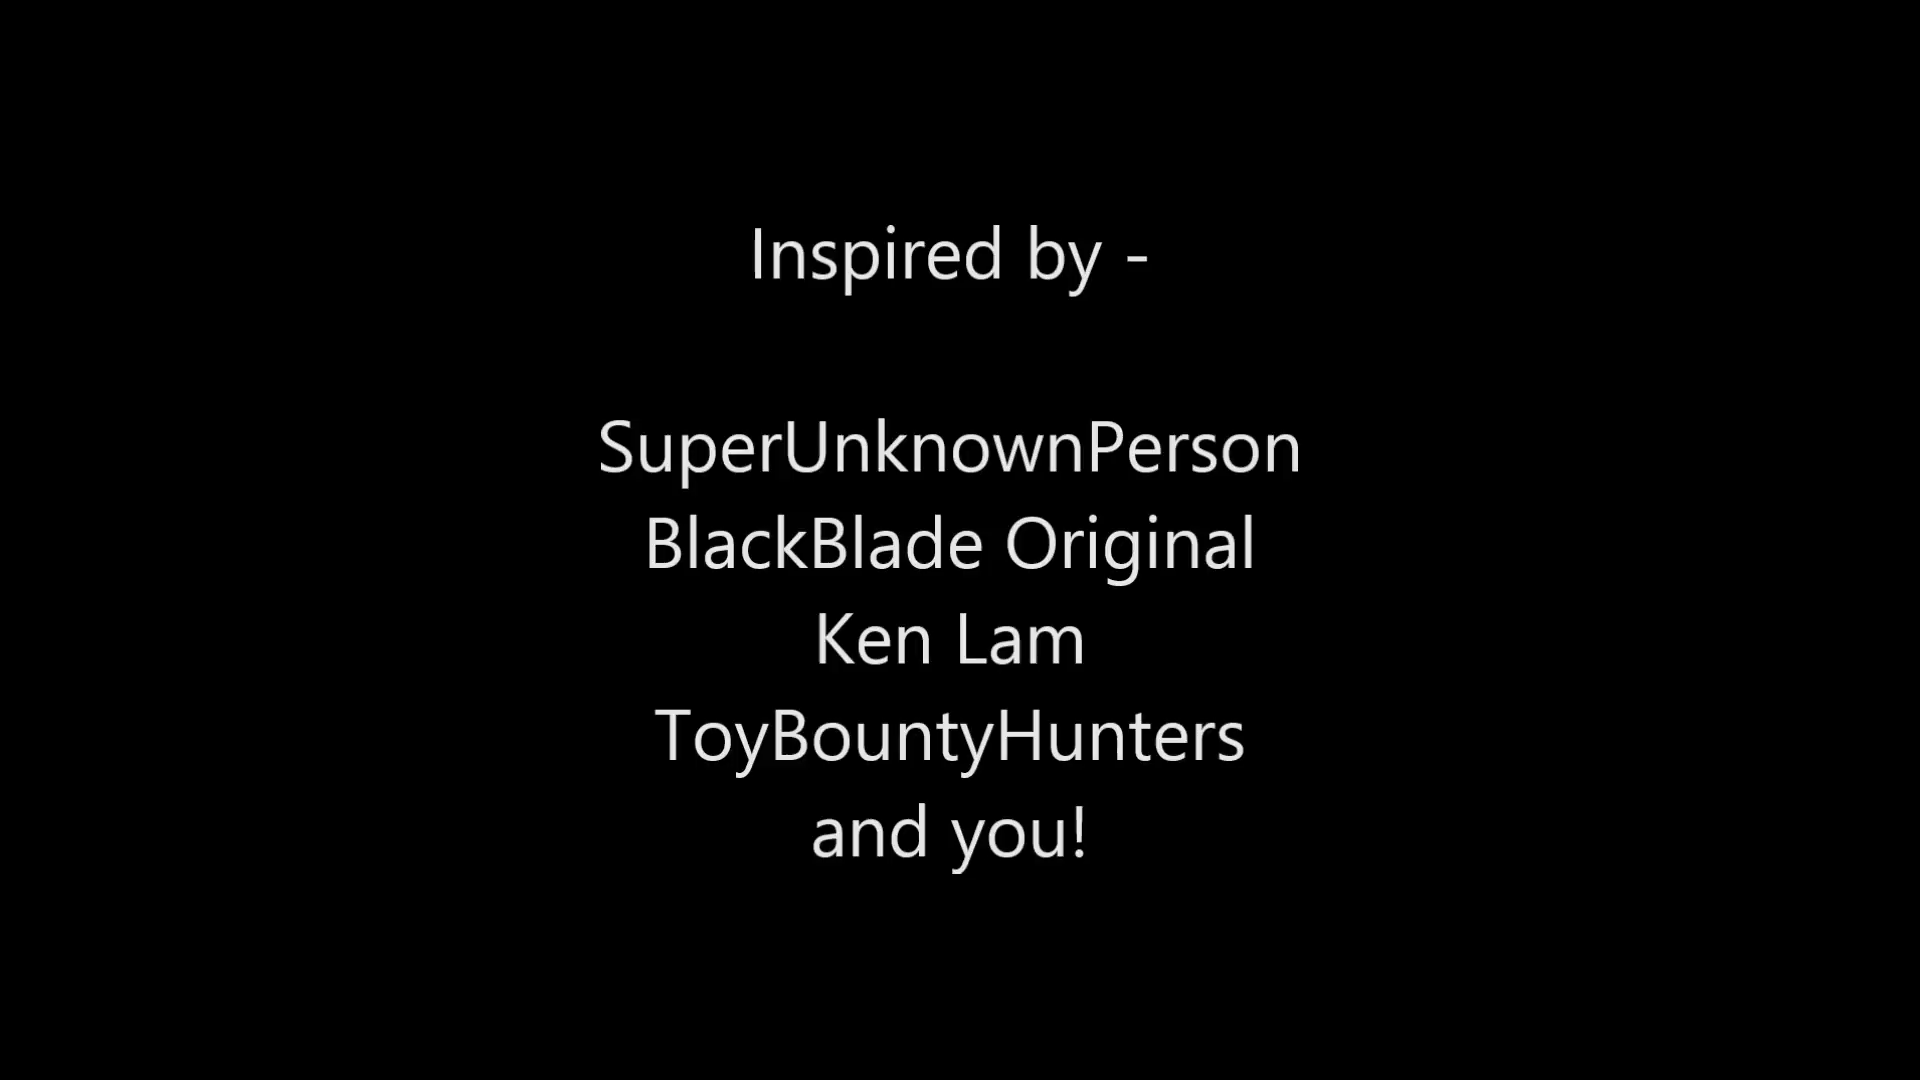 Inspired by -
SuperUnknownPerson
BlackBlade Original
Ken Lam
ToyBountyHunters
and you!